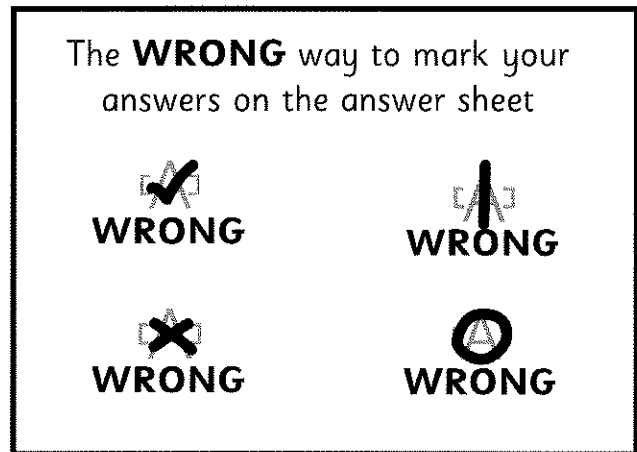 The WRONG way to mark your
answers on the answer sheet
[A]
WRONG
[A]
WRONG
[A]
WRONG
A
WRONG